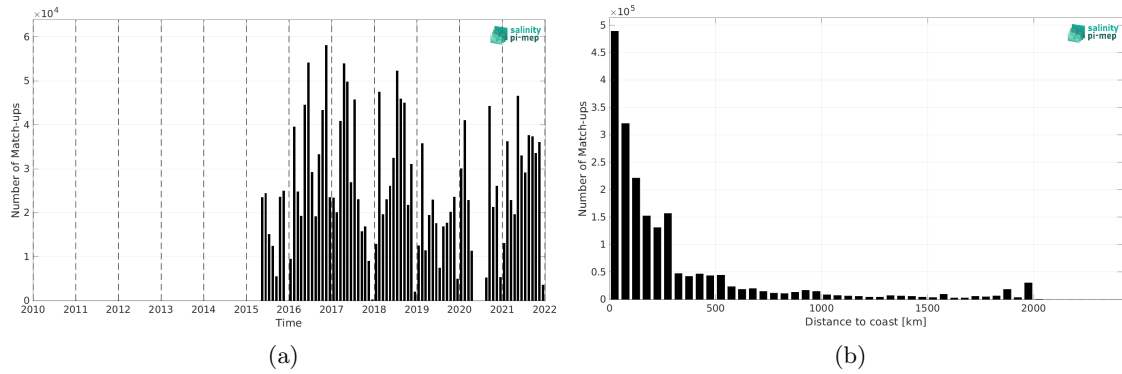 ×10⁴
6
5
4
3
2
1
0
Number of Match-ups
2010 2011 2012 2013 2014 2015 2016 2017 2018 2019 2020 2021 2022
Time
salinity
pi-mep
(a)
×10⁵
5
4.5
4
3.5
3
2.5
2
1.5
1
0.5
0
Number of Match-ups
0 500 1000 1500 2000
Distance to coast [km]
salinity
pi-mep
(b)